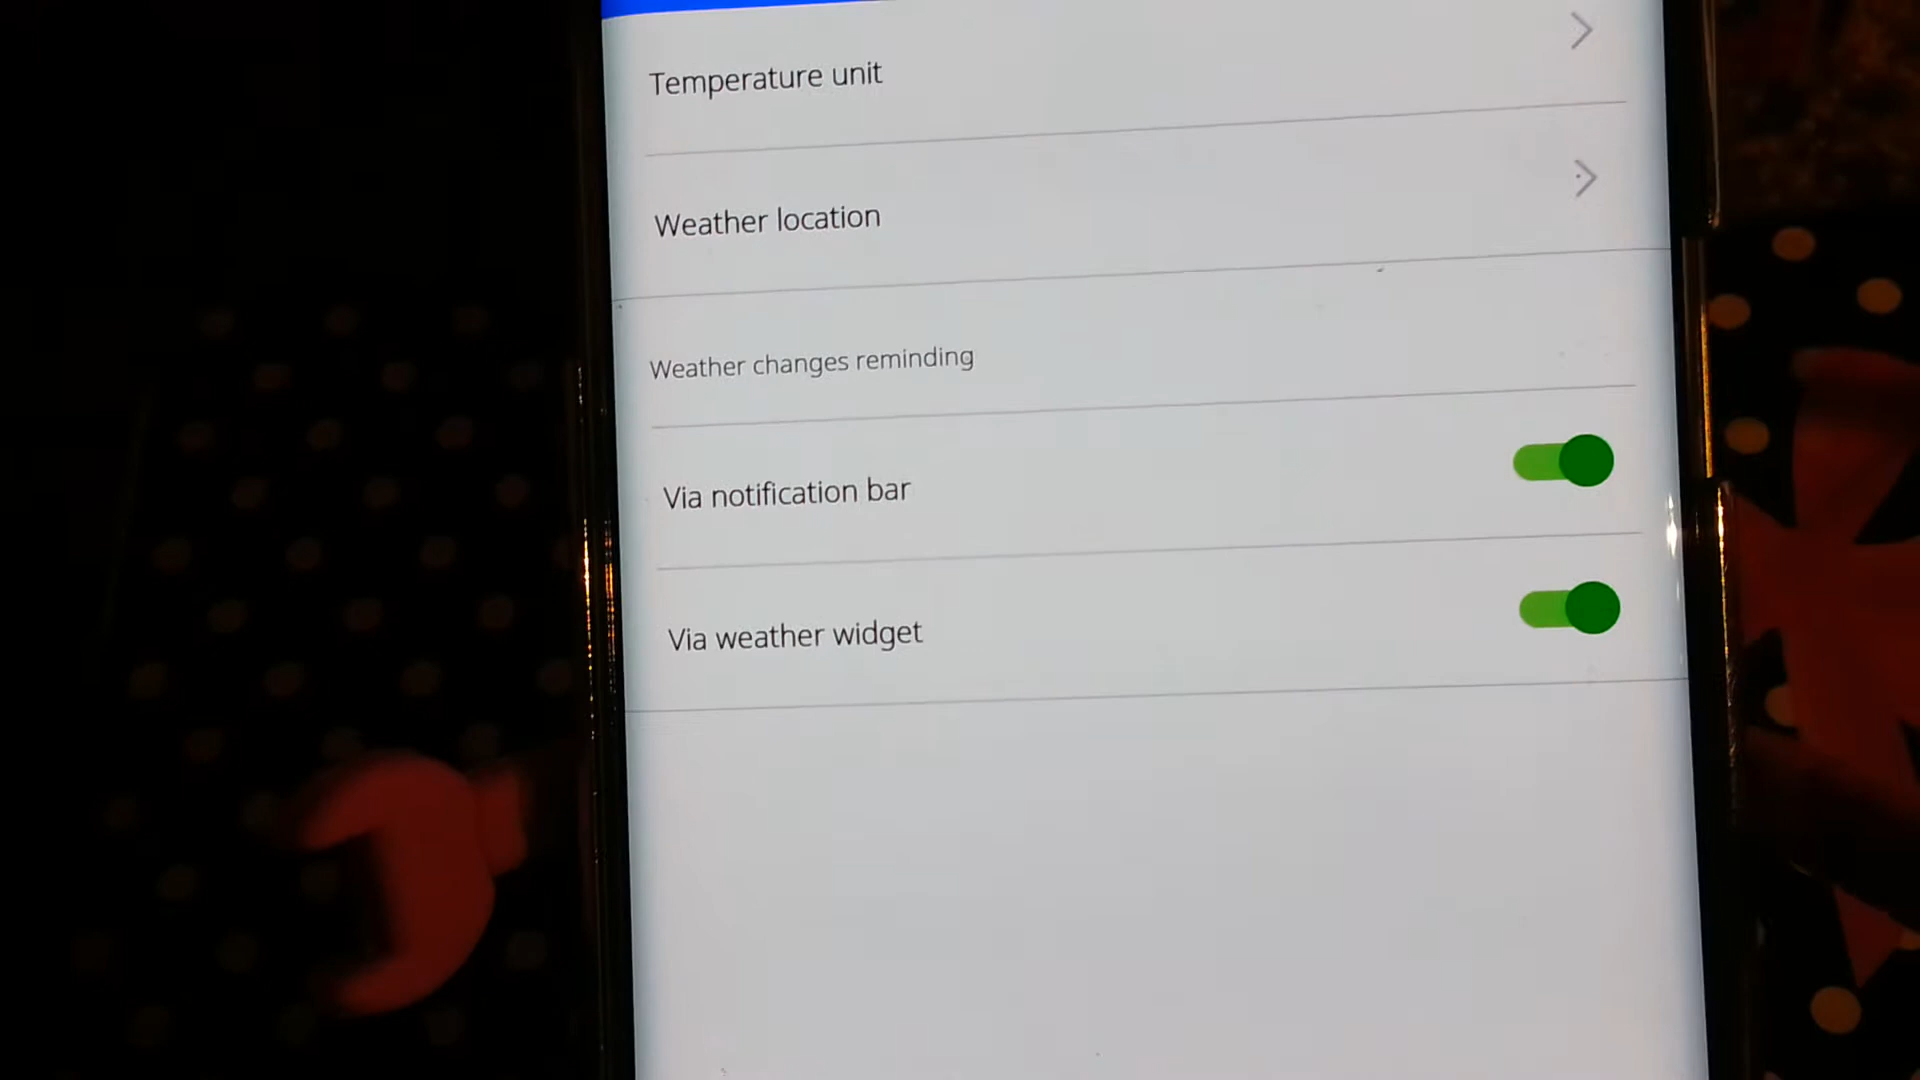 Temperature unit
Weather location
Weather changes reminding
Via notification bar
Via weather widget